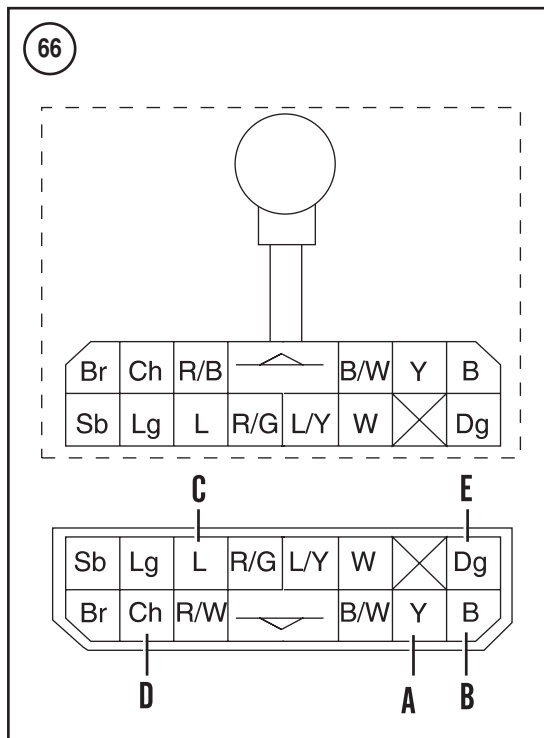 66
Br Ch R/B B/W Y B
Sb Lg L R/G L/Y W Dg
C E
Sb Lg L R/G L/Y W Dg
Br Ch R/W B/W Y B
D A B